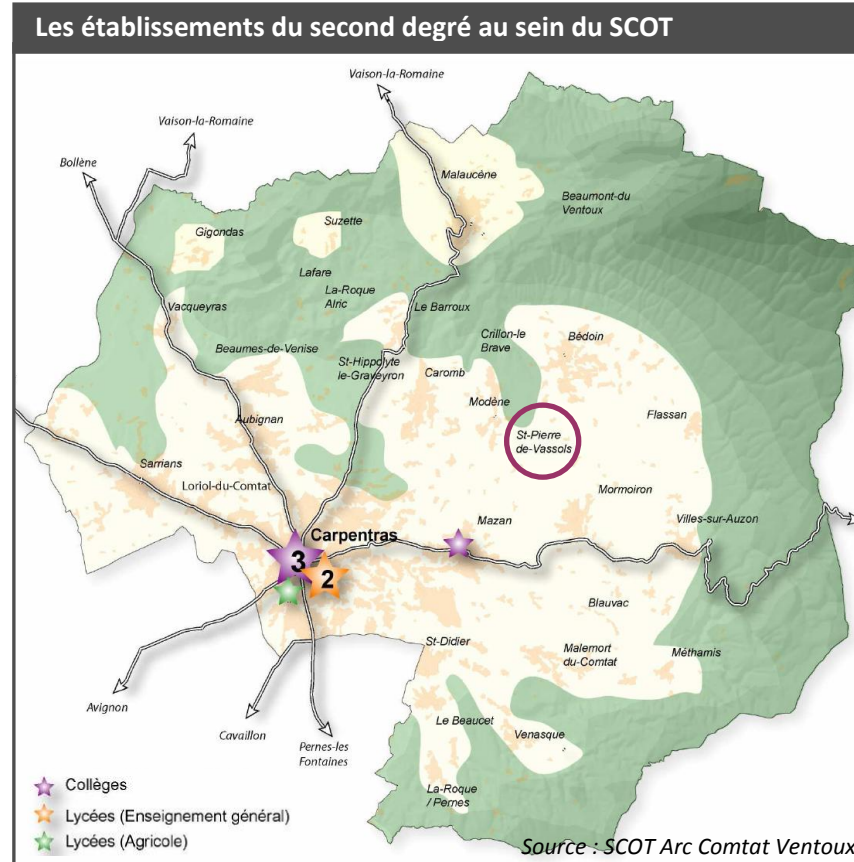 Les établissements du second degré au sein du SCOT
Vaison-la-Romaine
Vaison-la-Romaine
Bollène
Malaucène
Beaumont-du
Ventoux
Suzette
Gigondas
Lafare
La-Roque
Alric
Vacqueyras
Le Barroux
Crillon-le
Brave
Bédoin
Beaumes-de-Venise
St-Hippolyte
le-Graveyron
Caromb
Modène
Flassan
Aubignan
St-Pierre
de-Vassols
Sarrians
Loriol-du-Comtat
Mormoiron
Mazan
Villes-sur-Auzon
Carpentras
3
2
Blauvac
St-Didier
Malemort
du-Comtat
Méthamis
Avignon
Le Beaucet
Venasque
Cavaillon
Pernes-les
Fontaines
La-Roque
/ Pernes
Collèges
Lycées (Enseignement général)
Lycées (Agricole)
Source : SCOT Arc Comtat Ventoux